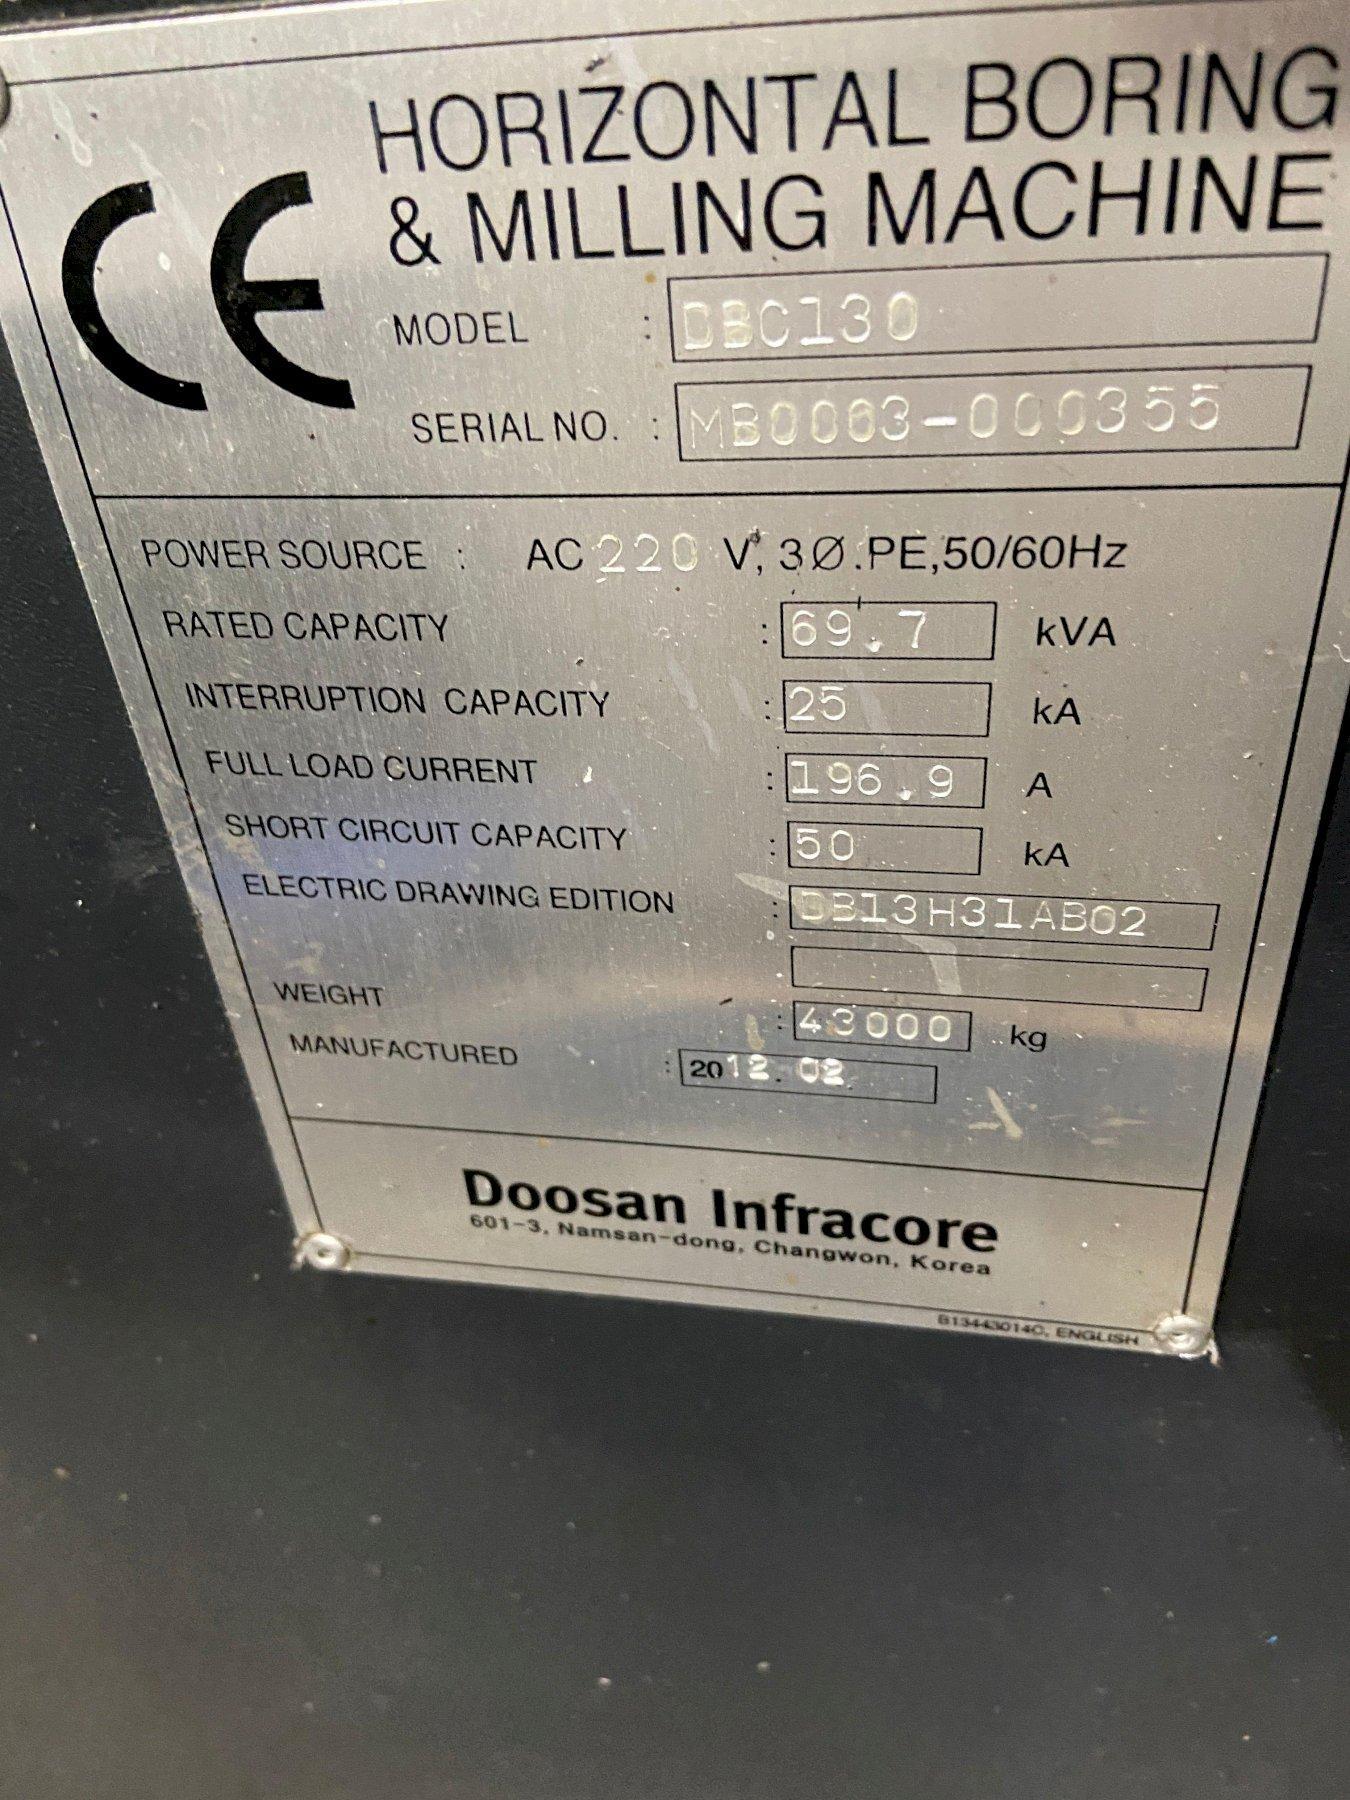 CE
HORIZONTAL BORING
& MILLING MACHINE
MODEL : DBC130
SERIAL NO. : MB0063-000355
POWER SOURCE : AC 220 V, 3Ø.PE,50/60Hz
RATED CAPACITY : 69.7 kVA
INTERRUPTION CAPACITY : 25 kA
FULL LOAD CURRENT : 196.9 A
SHORT CIRCUIT CAPACITY : 50 kA
ELECTRIC DRAWING EDITION : DB13H31AB02
WEIGHT : 43000 kg
MANUFACTURED : 2012.02
Doosan Infracore
601-3, Namsan-dong, Changwon, Korea
B13443014C, ENGLISH